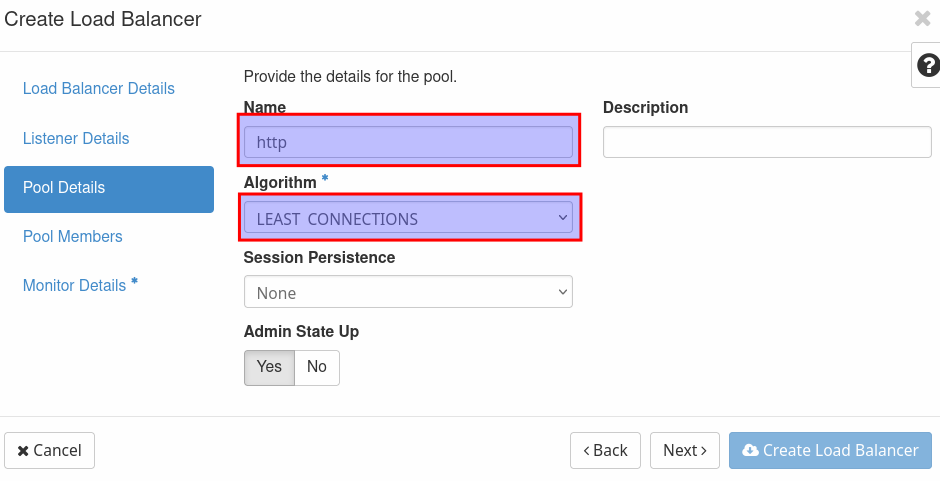 Create Load Balancer
Load Balancer Details
Listener Details
Pool Details
Pool Members
Monitor Details *
Provide the details for the pool.
Name
http
Description
Algorithm *
LEAST_CONNECTIONS
Session Persistence
None
Admin State Up
Yes No
Cancel
Back
Next
Create Load Balancer